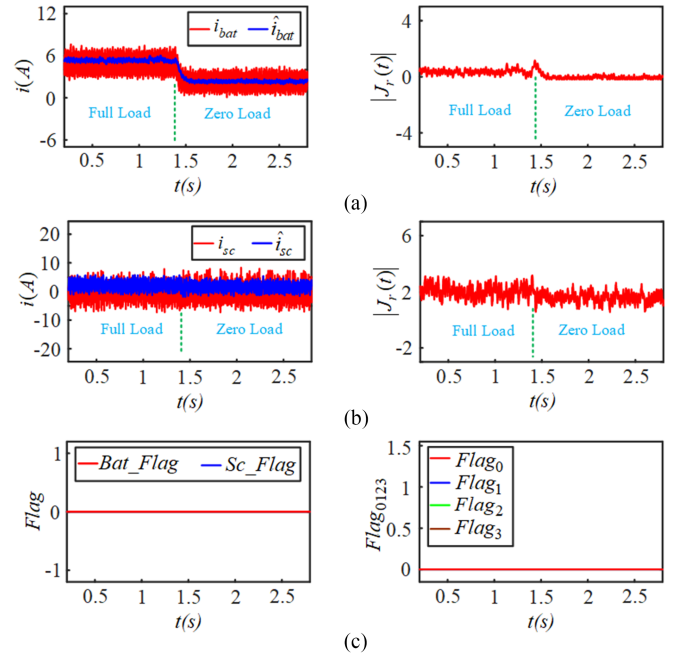 i_bat î_bat
12
6
0
-6
i(A)
Full Load
Zero Load
0.5 1 1.5 2 2.5
t(s)
4
0
-4
|J_r(t)|
Full Load
Zero Load
0.5 1 1.5 2 2.5
t(s)
(a)
i_sc î_sc
20
10
0
-10
-20
i(A)
Full Load
Zero Load
0.5 1 1.5 2 2.5
t(s)
6
2
-2
|J_r(t)|
Full Load
Zero Load
0.5 1 1.5 2 2.5
t(s)
(b)
Bat_Flag Sc_Flag
1
0
-1
Flag
0.5 1 1.5 2 2.5
t(s)
Flag₀
Flag₁
Flag₂
Flag₃
1.5
1
0.5
0
Flag₀₁₂₃
0.5 1 1.5 2 2.5
t(s)
(c)